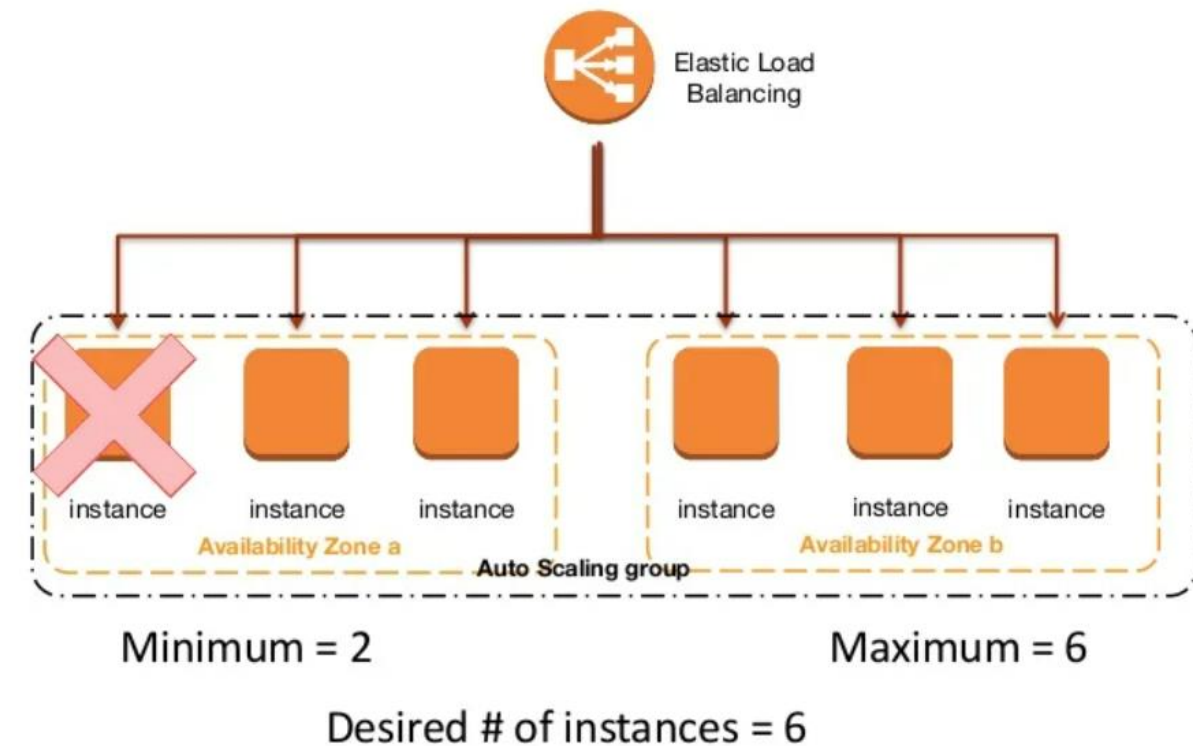 Elastic Load
Balancing
instance
instance
instance
instance
instance
instance
Availability Zone a
Availability Zone b
Auto Scaling group
Minimum = 2
Maximum = 6
Desired # of instances = 6